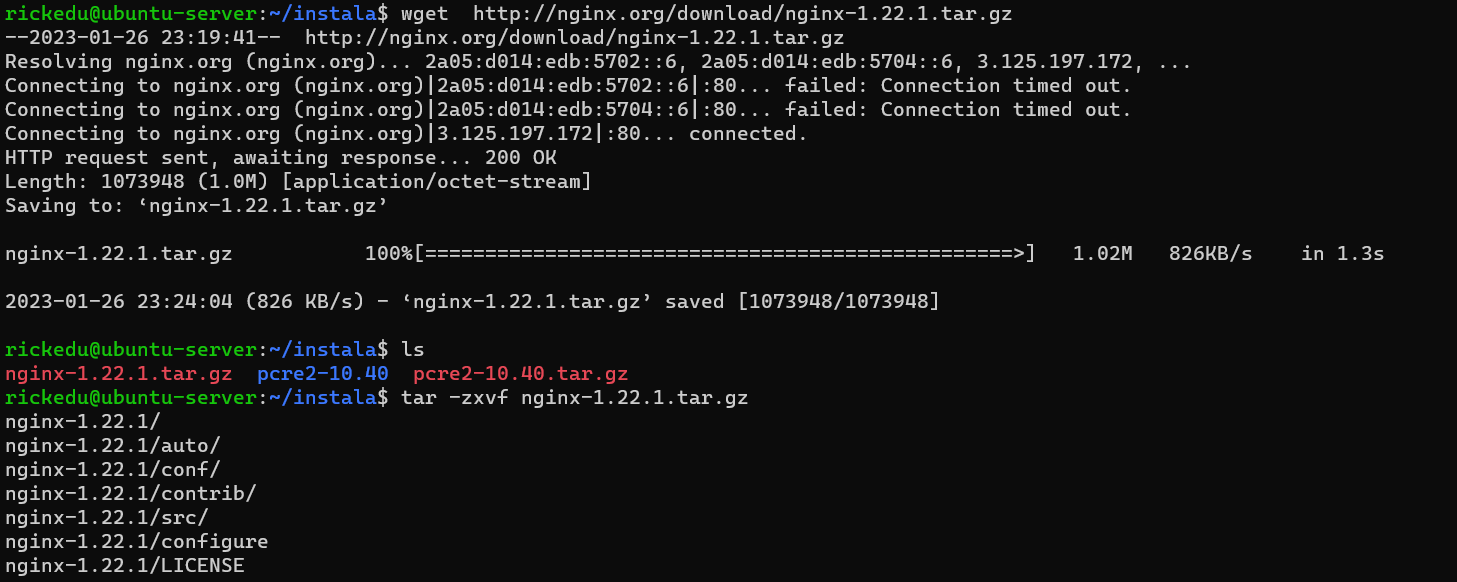 rickedu@ubuntu-server:~/instala$ wget  http://nginx.org/download/nginx-1.22.1.tar.gz
--2023-01-26 23:19:41--  http://nginx.org/download/nginx-1.22.1.tar.gz
Resolving nginx.org (nginx.org)... 2a05:d014:edb:5702::6, 2a05:d014:edb:5704::6, 3.125.197.172, ...
Connecting to nginx.org (nginx.org)|2a05:d014:edb:5702::6|:80... failed: Connection timed out.
Connecting to nginx.org (nginx.org)|2a05:d014:edb:5704::6|:80... failed: Connection timed out.
Connecting to nginx.org (nginx.org)|3.125.197.172|:80... connected.
HTTP request sent, awaiting response... 200 OK
Length: 1073948 (1.0M) [application/octet-stream]
Saving to: ‘nginx-1.22.1.tar.gz’
nginx-1.22.1.tar.gz           100%[=================================================>]   1.02M   826KB/s    in 1.3s
2023-01-26 23:24:04 (826 KB/s) - ‘nginx-1.22.1.tar.gz’ saved [1073948/1073948]
rickedu@ubuntu-server:~/instala$ ls
nginx-1.22.1.tar.gz  pcre2-10.40  pcre2-10.40.tar.gz
rickedu@ubuntu-server:~/instala$ tar -zxvf nginx-1.22.1.tar.gz
nginx-1.22.1/
nginx-1.22.1/auto/
nginx-1.22.1/conf/
nginx-1.22.1/contrib/
nginx-1.22.1/src/
nginx-1.22.1/configure
nginx-1.22.1/LICENSE